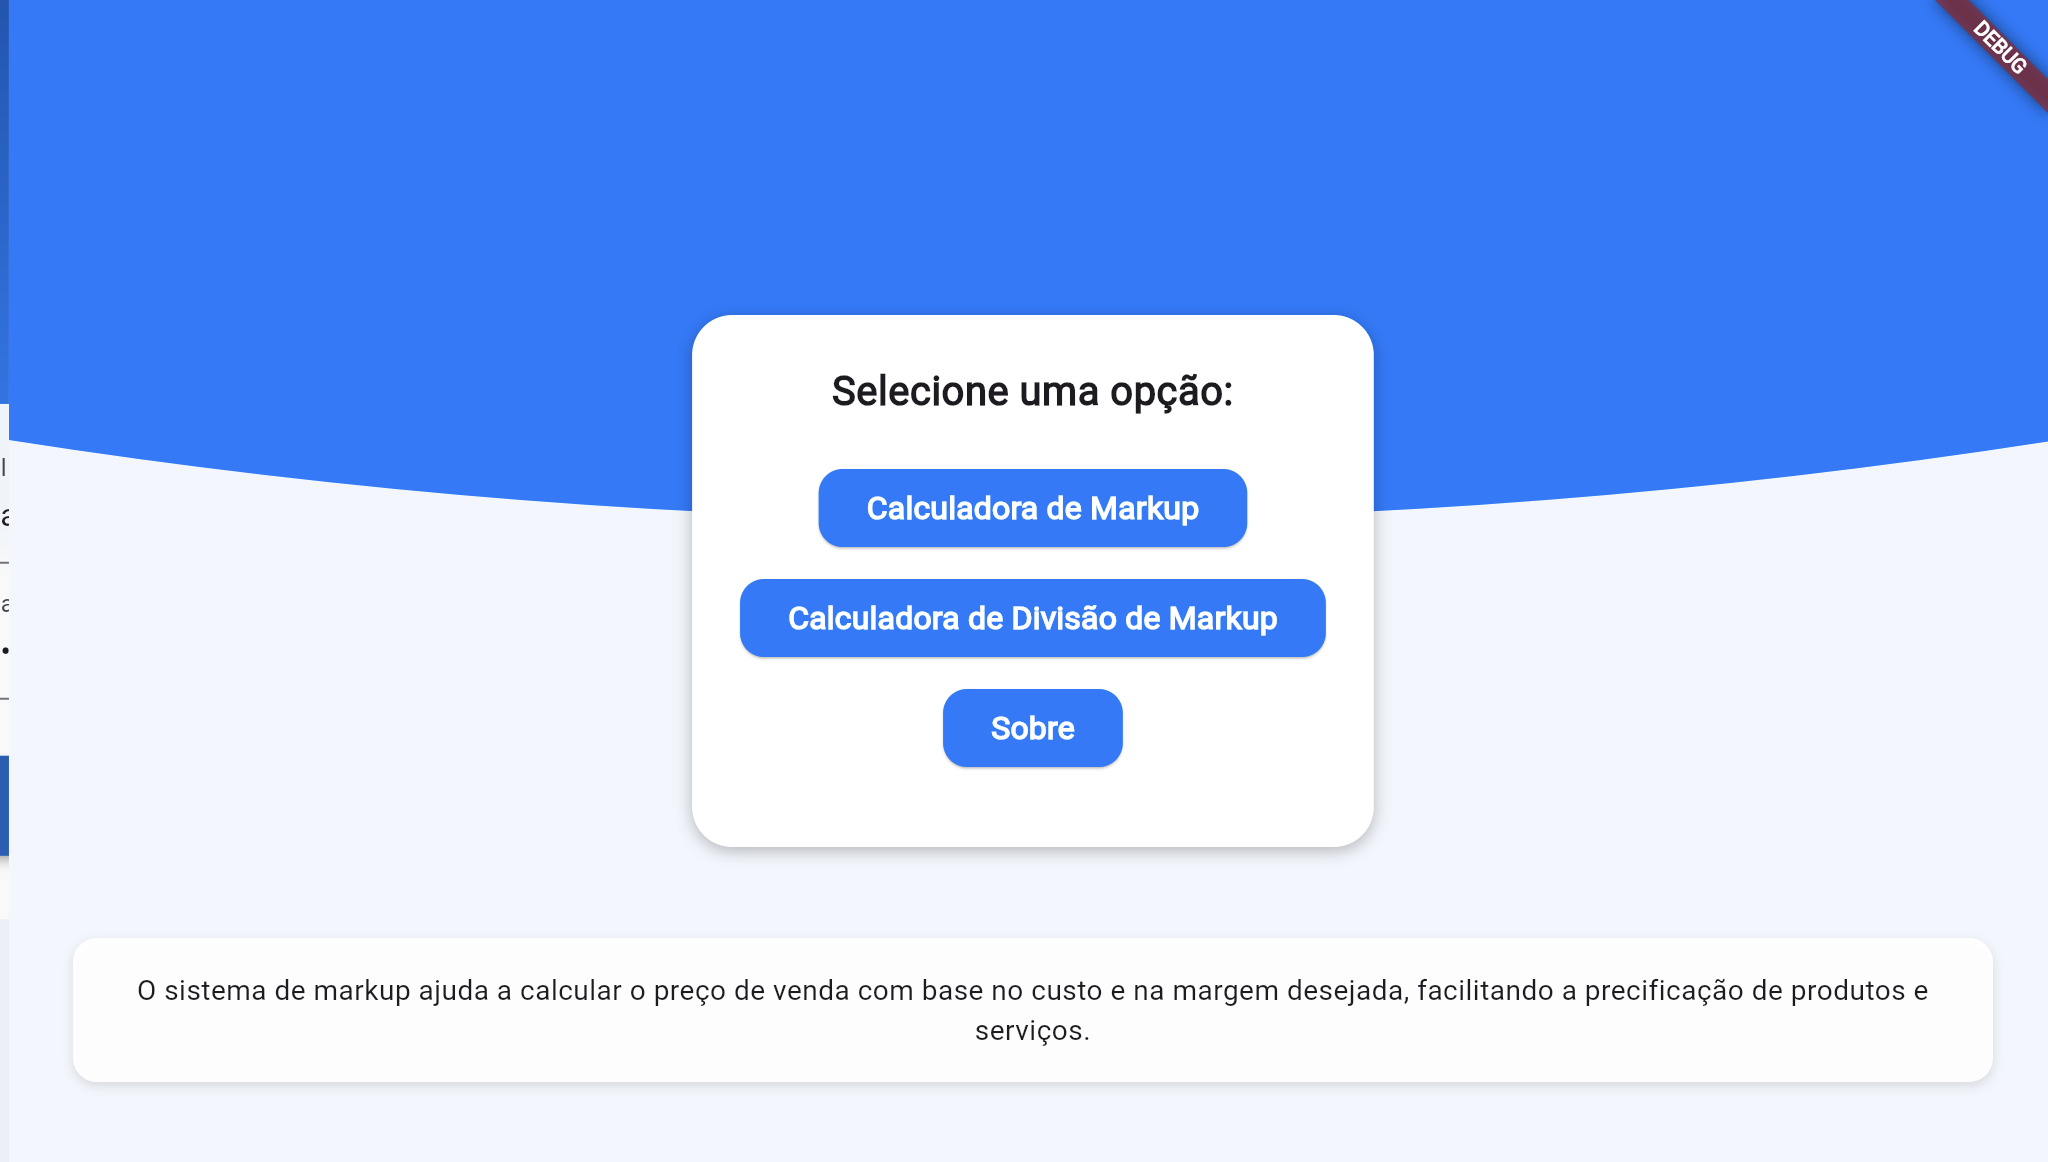 DEBUG
Selecione uma opção:
Calculadora de Markup
Calculadora de Divisão de Markup
Sobre
O sistema de markup ajuda a calcular o preço de venda com base no custo e na margem desejada, facilitando a precificação de produtos e
serviços.